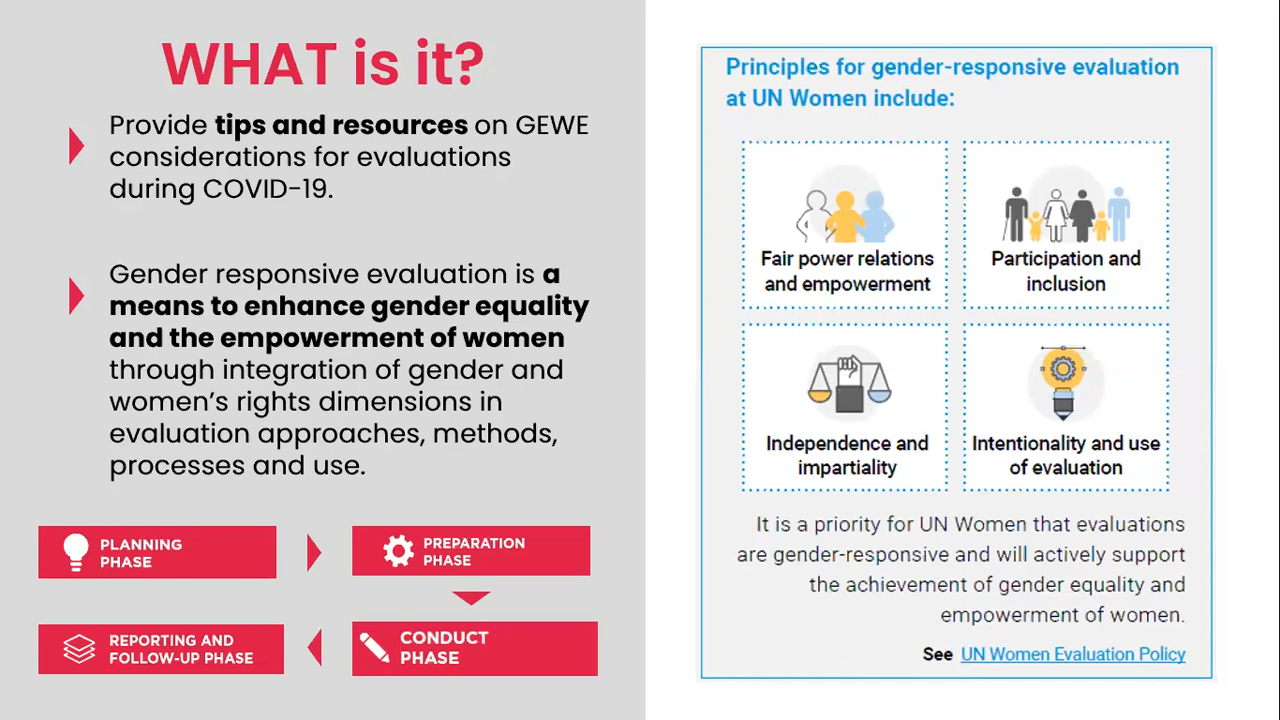 WHAT is it?
Provide tips and resources on GEWE
considerations for evaluations
during COVID-19.
Gender responsive evaluation is a
means to enhance gender equality
and the empowerment of women
through integration of gender and
women's rights dimensions in
evaluation approaches, methods,
processes and use.
PLANNING
PHASE
PREPARATION
PHASE
CONDUCT
PHASE
REPORTING AND
FOLLOW-UP PHASE
Principles for gender-responsive evaluation
at UN Women include:
Fair power relations
and empowerment
Participation and
inclusion
Independence and
impartiality
Intentionality and use
of evaluation
It is a priority for UN Women that evaluations
are gender-responsive and will actively support
the achievement of gender equality and
empowerment of women.
See UN Women Evaluation Policy